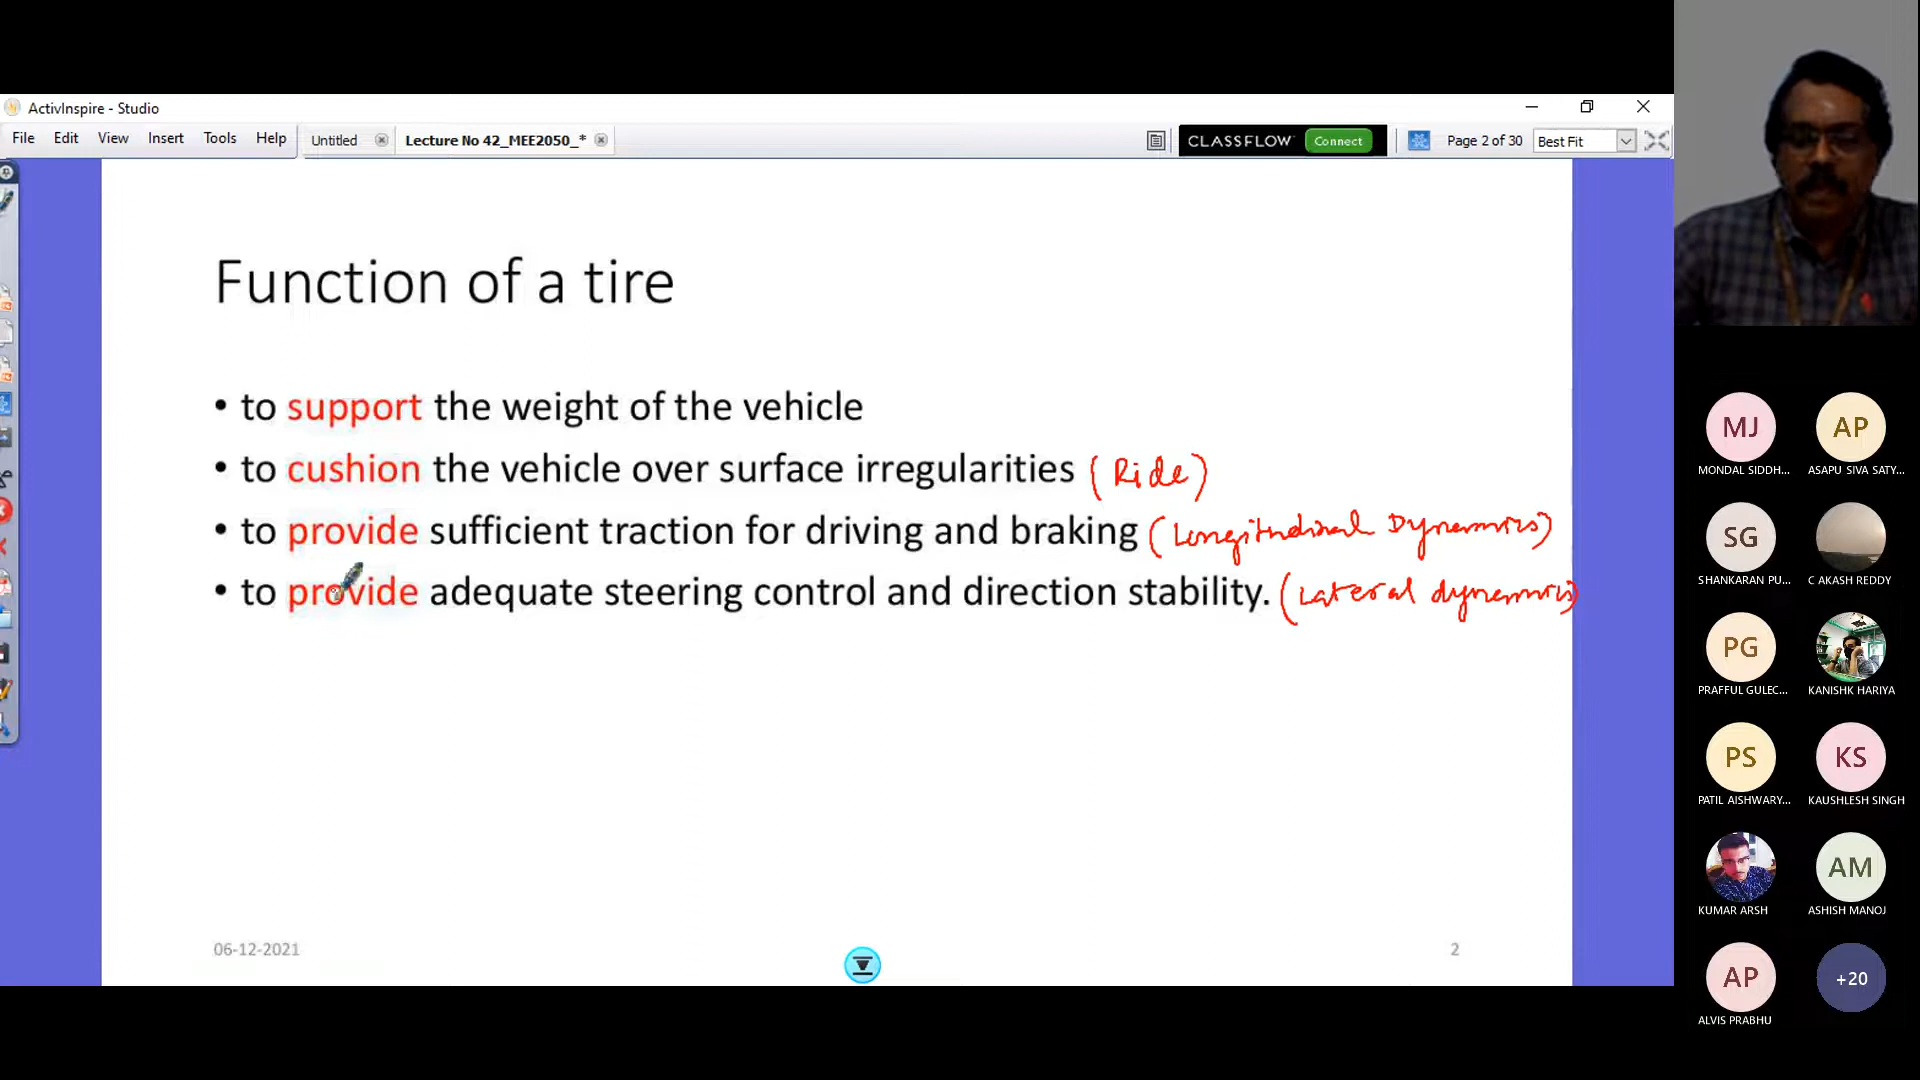 ActivInspire - Studio
File Edit View Insert Tools Help Untitled Lecture No 42_MEE2050_* CLASSFLOW Connect Page 2 of 30 Best Fit
Function of a tire
• to support the weight of the vehicle
• to cushion the vehicle over surface irregularities (Ride)
• to provide sufficient traction for driving and braking (Longitudinal Dynamics)
• to provide adequate steering control and direction stability. (Lateral dynamics)
06-12-2021 2
MJ AP
MONDAL SIDDH... ASAPU SIVA SATY...
SG
SHANKARAN PU... C AKASH REDDY
PG
PRAFFUL GULEC... KANISHK HARIYA
PS KS
PATIL AISHWARY... KAUSHLESH SINGH
AM
KUMAR ARSH ASHISH MANOJ
AP +20
ALVIS PRABHU